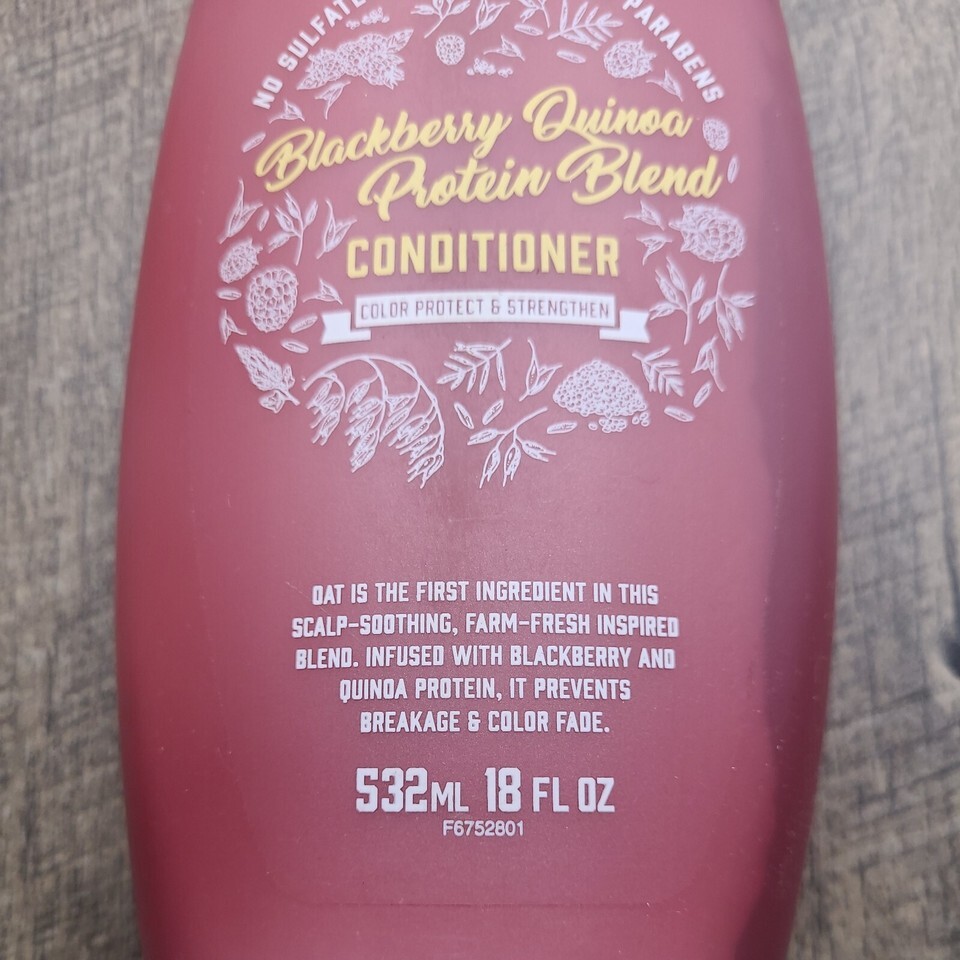 NO SULFATE
PARABENS
Blackberry Quinoa
Protein Blend
CONDITIONER
COLOR PROTECT & STRENGTHEN
OAT IS THE FIRST INGREDIENT IN THIS
SCALP-SOOTHING, FARM-FRESH INSPIRED
BLEND. INFUSED WITH BLACKBERRY AND
QUINOA PROTEIN, IT PREVENTS
BREAKAGE & COLOR FADE.
532ML 18 FL OZ
F6752801